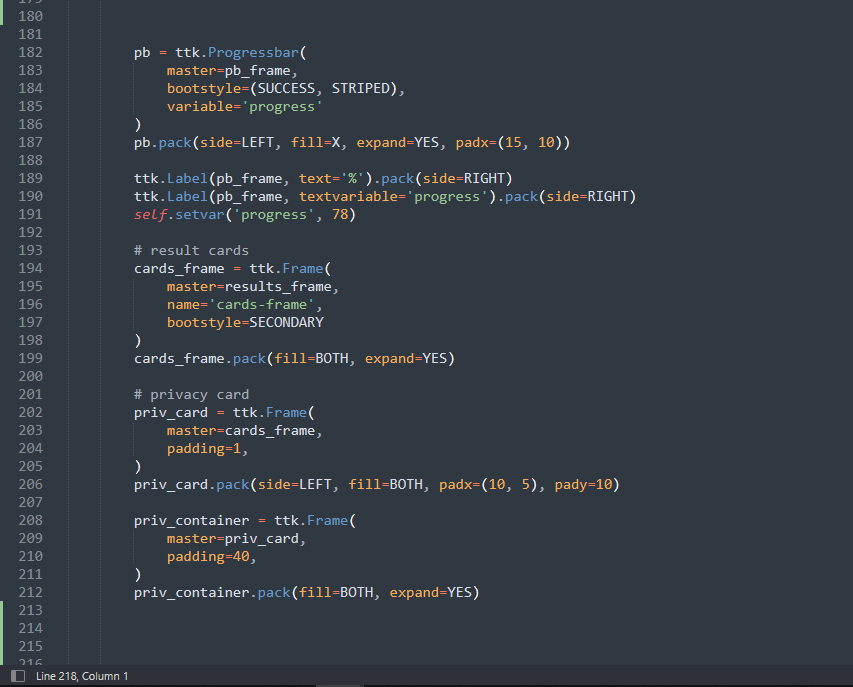 179
180
181
182 pb = ttk.Progressbar(
183 master=pb_frame,
184 bootstyle=(SUCCESS, STRIPED),
185 variable='progress'
186 )
187 pb.pack(side=LEFT, fill=X, expand=YES, padx=(15, 10))
188
189 ttk.Label(pb_frame, text='%').pack(side=RIGHT)
190 ttk.Label(pb_frame, textvariable='progress').pack(side=RIGHT)
191 self.setvar('progress', 78)
192
193 # result cards
194 cards_frame = ttk.Frame(
195 master=results_frame,
196 name='cards-frame',
197 bootstyle=SECONDARY
198 )
199 cards_frame.pack(fill=BOTH, expand=YES)
200
201 # privacy card
202 priv_card = ttk.Frame(
203 master=cards_frame,
204 padding=1,
205 )
206 priv_card.pack(side=LEFT, fill=BOTH, padx=(10, 5), pady=10)
207
208 priv_container = ttk.Frame(
209 master=priv_card,
210 padding=40,
211 )
212 priv_container.pack(fill=BOTH, expand=YES)
213
214
215
216
Line 218, Column 1